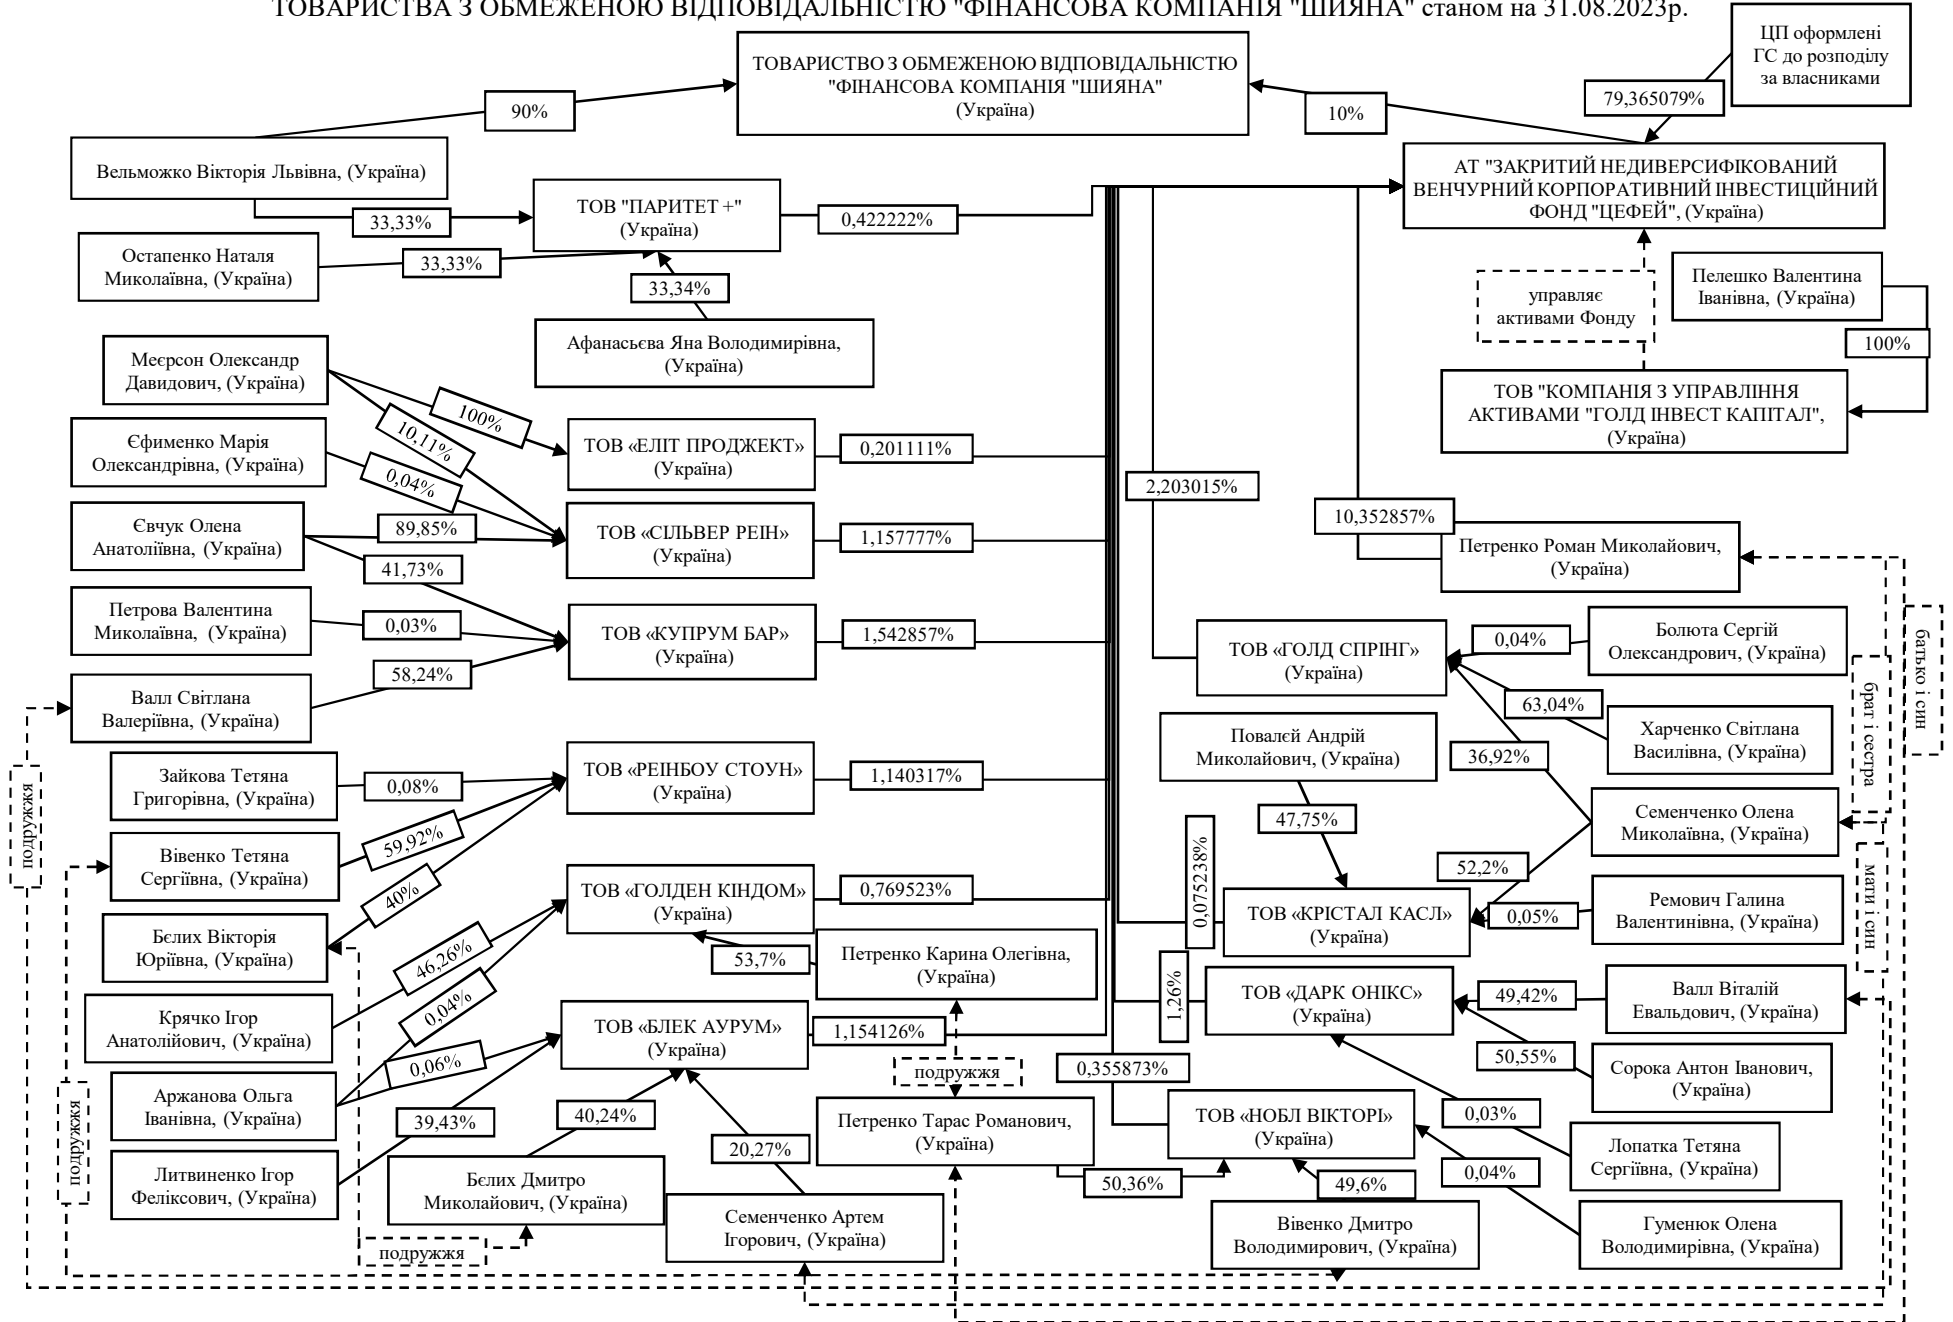 ТОВАРИСТВА З ОБМЕЖЕНОЮ ВІДПОВІДАЛЬНІСТЮ "ФІНАНСОВА КОМПАНІЯ "ШИЯНА" станом на 31.08.2023р.
ЦП оформлені
ГС до розподілу
за власниками
ТОВАРИСТВО З ОБМЕЖЕНОЮ ВІДПОВІДАЛЬНІСТЮ
"ФІНАНСОВА КОМПАНІЯ "ШИЯНА"
(Україна)
90%
10%
79,365079%
Вельможко Вікторія Львівна, (Україна)
АТ "ЗАКРИТИЙ НЕДИВЕРСИФІКОВАНИЙ
ВЕНЧУРНИЙ КОРПОРАТИВНИЙ ІНВЕСТИЦІЙНИЙ
ФОНД "ЦЕФЕЙ", (Україна)
33,33%
ТОВ "ПАРИТЕТ +"
(Україна)
0,422222%
Остапенко Наталя
Миколаївна, (Україна)
33,33%
33,34%
Афанасьєва Яна Володимирівна,
(Україна)
управляє
активами Фонду
Пелешко Валентина
Іванівна, (Україна)
100%
ТОВ "КОМПАНІЯ З УПРАВЛІННЯ
АКТИВАМИ "ГОЛД ІНВЕСТ КАПІТАЛ",
(Україна)
Меєрсон Олександр
Давидович, (Україна)
100%
10,11%
Єфименко Марія
Олександрівна, (Україна)
0,04%
ТОВ «ЕЛІТ ПРОДЖЕКТ»
(Україна)
0,201111%
2,203015%
10,352857%
Євчук Олена
Анатоліївна, (Україна)
89,85%
41,73%
ТОВ «СІЛЬВЕР РЕІН»
(Україна)
1,157777%
Петренко Роман Миколайович,
(Україна)
Петрова Валентина
Миколаївна, (Україна)
0,03%
ТОВ «КУПРУМ БАР»
(Україна)
1,542857%
58,24%
Валл Світлана
Валеріївна, (Україна)
ТОВ «ГОЛД СПРІНГ»
(Україна)
0,04%
Болюта Сергій
Олександрович, (Україна)
63,04%
Харченко Світлана
Василівна, (Україна)
36,92%
батько і син
брат і сестра
Повалєй Андрій
Миколайович, (Україна)
47,75%
Зайкова Тетяна
Григорівна, (Україна)
0,08%
ТОВ «РЕІНБОУ СТОУН»
(Україна)
1,140317%
подружжя
Вівенко Тетяна
Сергіївна, (Україна)
59,92%
40%
Семенченко Олена
Миколаївна, (Україна)
52,2%
мати і син
0,075238%
Бєлих Вікторія
Юріївна, (Україна)
ТОВ «ГОЛДЕН КІНДОМ»
(Україна)
0,769523%
ТОВ «КРІСТАЛ КАСЛ»
(Україна)
0,05%
Ремович Галина
Валентинівна, (Україна)
46,26%
0,04%
53,7%
Петренко Карина Олегівна,
(Україна)
1,26%
ТОВ «ДАРК ОНІКС»
(Україна)
49,42%
Валл Віталій
Евальдович, (Україна)
Крячко Ігор
Анатолійович, (Україна)
ТОВ «БЛЕК АУРУМ»
(Україна)
1,154126%
50,55%
Сорока Антон Іванович,
(Україна)
0,06%
подружжя
0,355873%
Аржанова Ольга
Іванівна, (Україна)
39,43%
40,24%
20,27%
Петренко Тарас Романович,
(Україна)
ТОВ «НОБЛ ВІКТОРІ»
(Україна)
0,03%
Лопатка Тетяна
Сергіївна, (Україна)
подружжя
Литвиненко Ігор
Феліксович, (Україна)
Бєлих Дмитро
Миколайович, (Україна)
50,36%
49,6%
0,04%
Семенченко Артем
Ігорович, (Україна)
Вівенко Дмитро
Володимирович, (Україна)
Гуменюк Олена
Володимирівна, (Україна)
подружжя